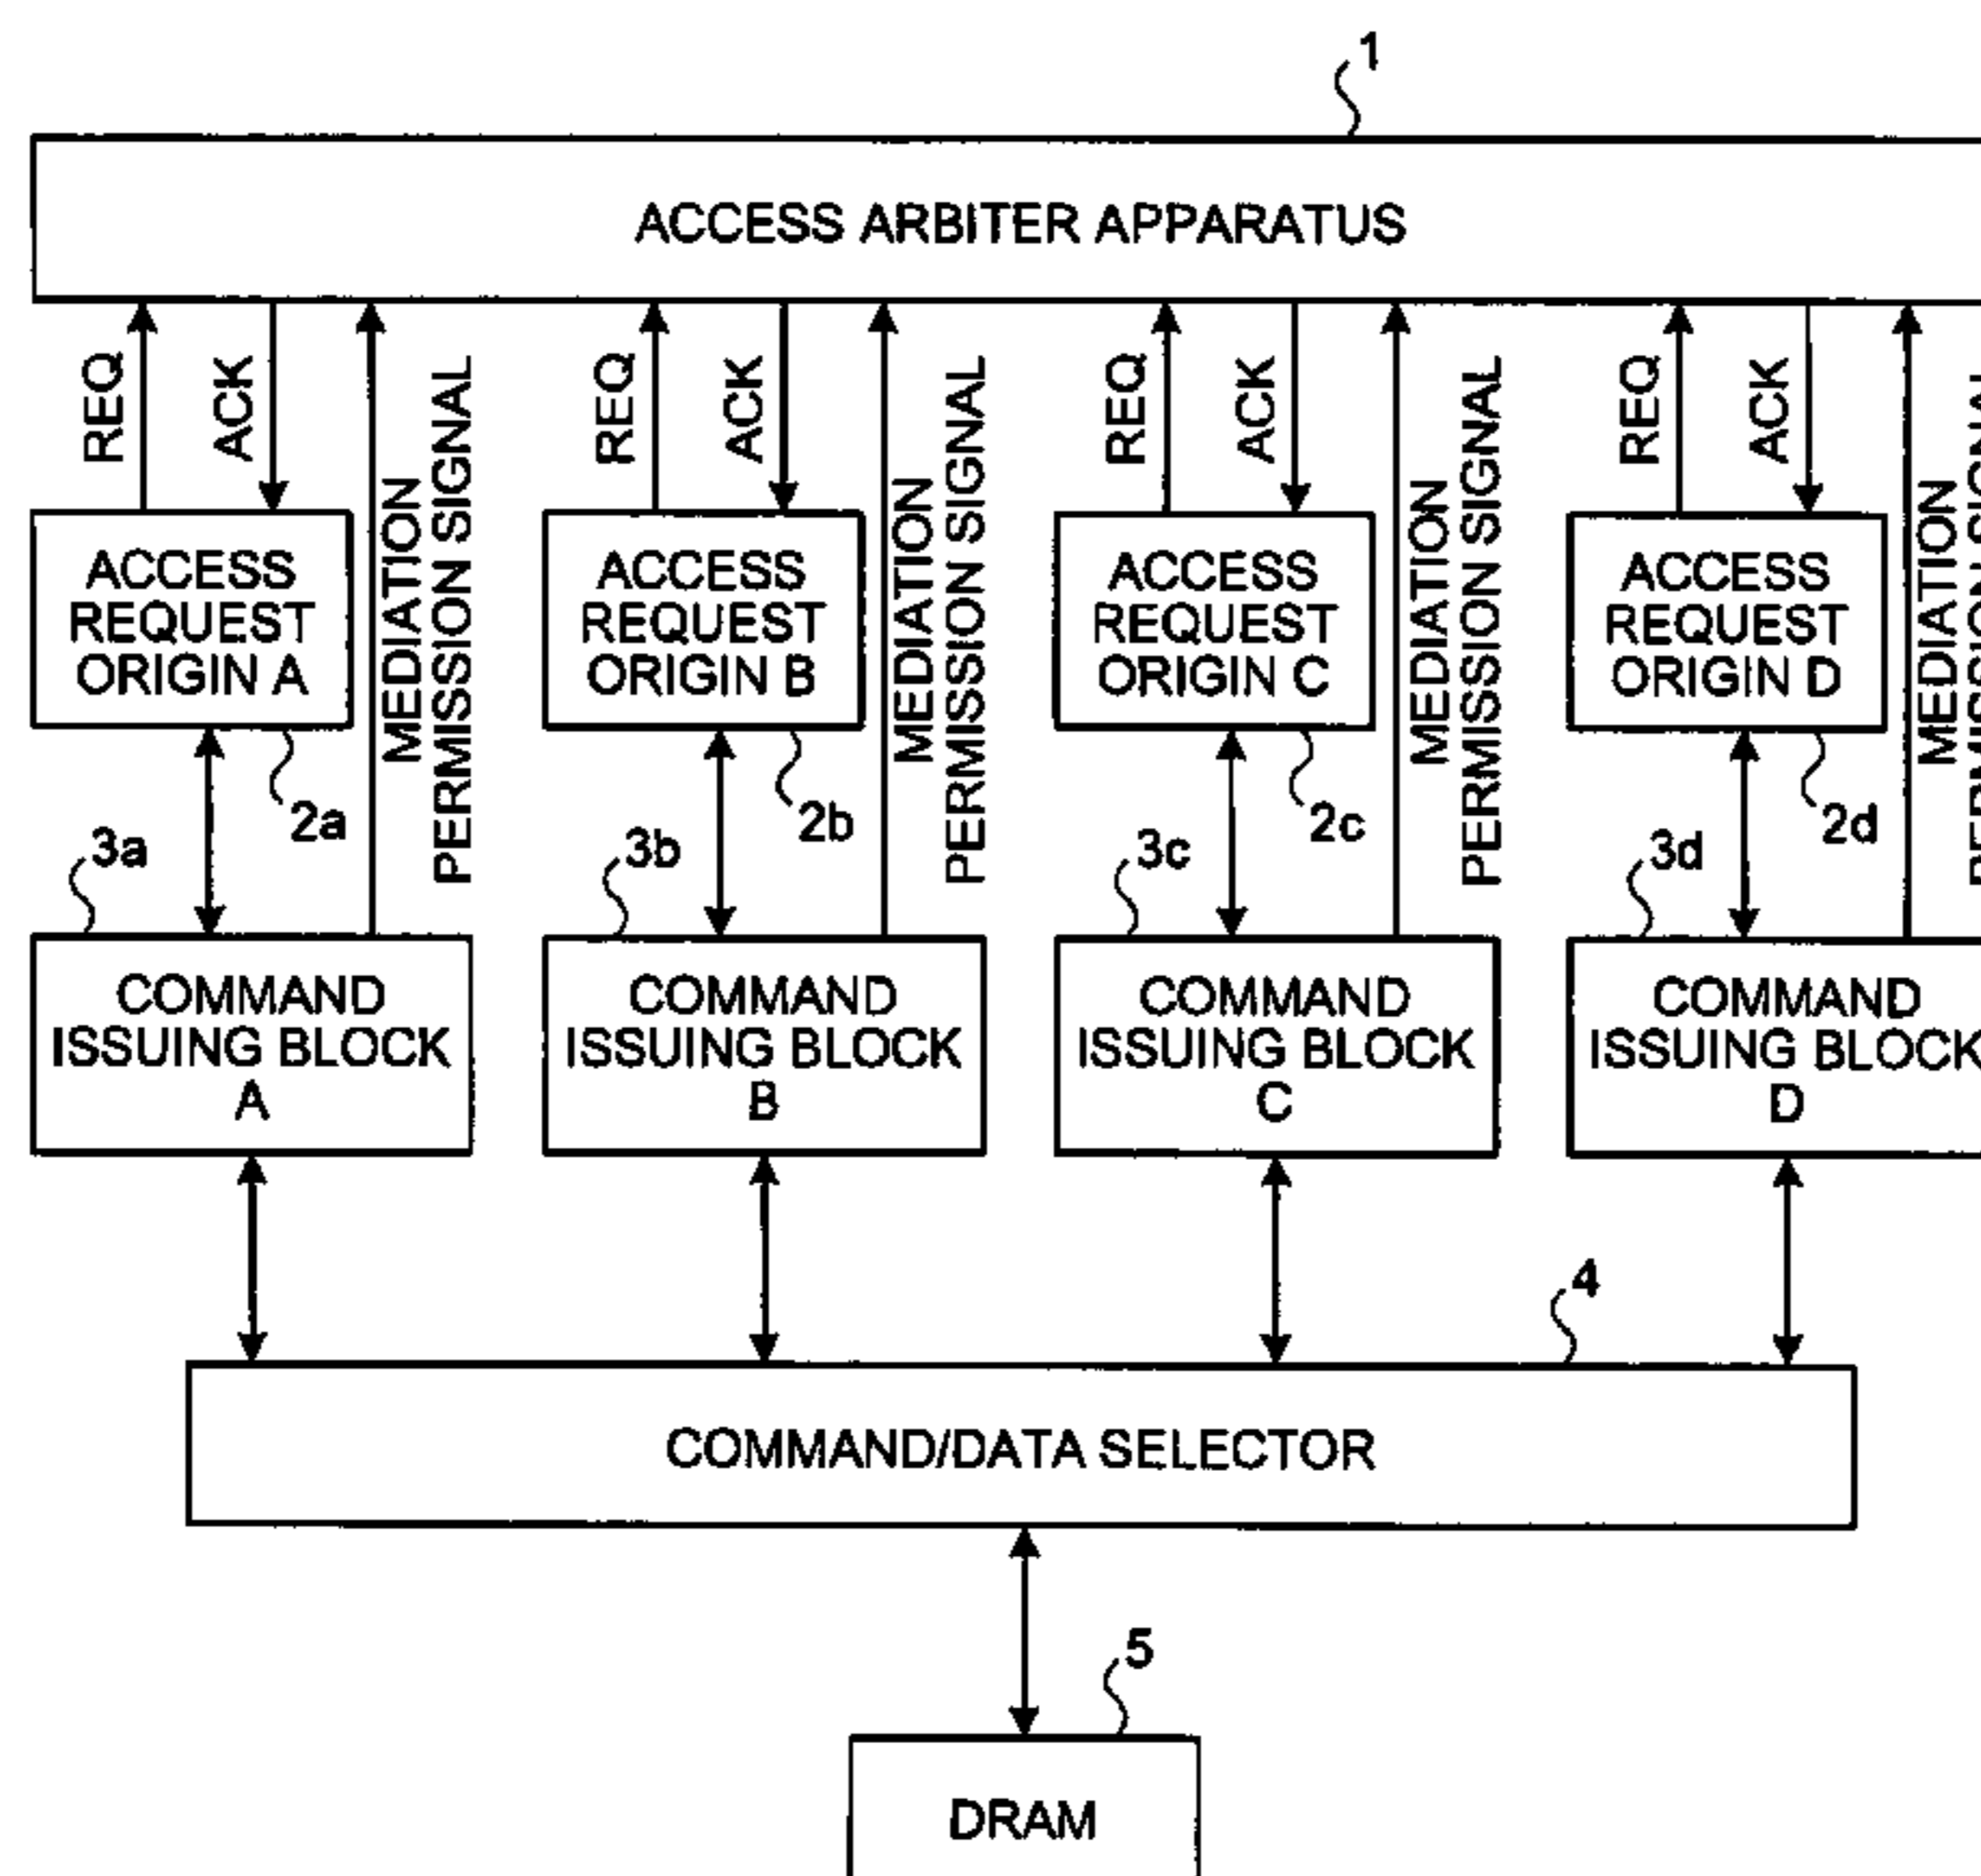 1
ACCESS ARBITER APPARATUS
REQ
ACK
MEDIATION
PERMISSION SIGNAL
REQ
ACK
MEDIATION
PERMISSION SIGNAL
REQ
ACK
MEDIATION
PERMISSION SIGNAL
REQ
ACK
MEDIATION
PERMISSION SIGNAL
ACCESS
REQUEST
ORIGIN A
ACCESS
REQUEST
ORIGIN B
ACCESS
REQUEST
ORIGIN C
ACCESS
REQUEST
ORIGIN D
2a
2b
2c
2d
3a
3b
3c
3d
COMMAND
ISSUING BLOCK
A
COMMAND
ISSUING BLOCK
B
COMMAND
ISSUING BLOCK
C
COMMAND
ISSUING BLOCK
D
4
COMMAND/DATA SELECTOR
5
DRAM